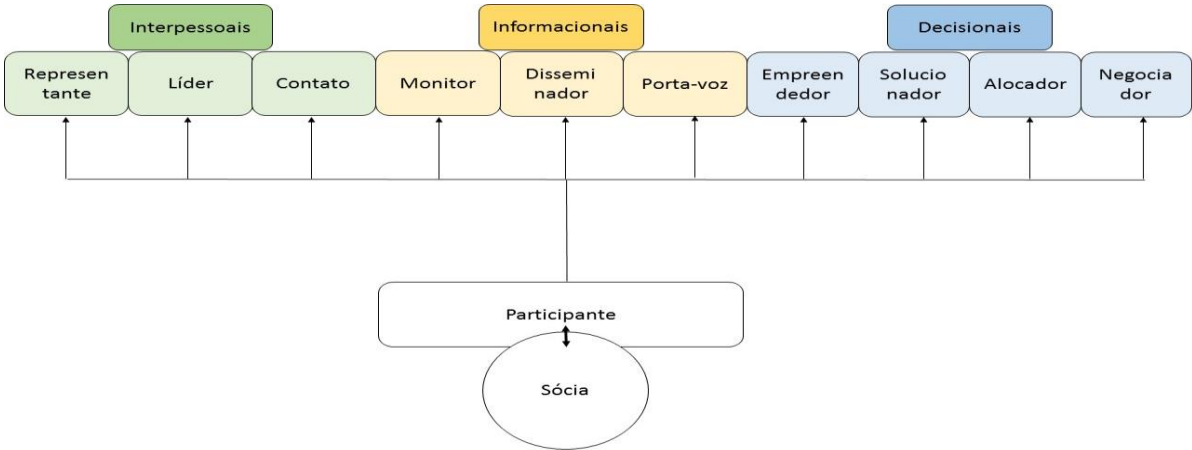 Interpessoais
Informacionais
Decisionais
Represen
tante
Líder
Contato
Monitor
Dissemi
nador
Porta-voz
Empreen
dedor
Solucio
nador
Alocador
Negocia
dor
Participante
Sócia